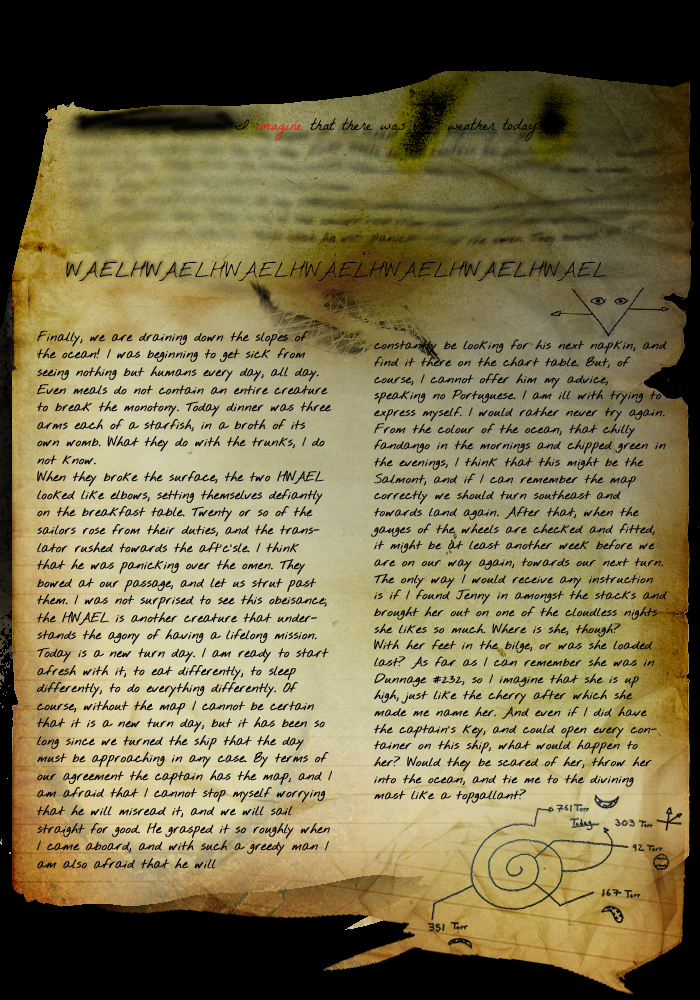 I imagine that there was weather today
WAELHWAELHWAELHWAELHWAELHWAELHWAELHWAEL
Finally, we are draining down the slopes of
the ocean! I was beginning to get sick from
seeing nothing but humans every day, all day.
Even meals do not contain an entire creature
to break the monotony. Today dinner was three
arms each of a starfish, in a broth of its
own womb. What they do with the trunks, I do
not know.
When they broke the surface, the two HWAEL
looked like elbows, setting themselves defiantly
on the breakfast table. Twenty or so of the
sailors rose from their duties, and the trans-
lator rushed towards the aft'c'sle. I think
that he was panicking over the omen. They
bowed at our passage, and let us strut past
them. I was not surprised to see this obeisance,
the HWAEL is another creature that under-
stands the agony of having a lifelong mission.
Today is a new turn day. I am ready to start
afresh with it, to eat differently, to sleep
differently, to do everything differently. Of
course, without the map I cannot be certain
that it is a new turn day, but it has been so
long since we turned the ship that the day
must be approaching in any case. By terms of
our agreement the captain has the map, and I
am afraid that I cannot stop myself worrying
that he will misread it, and we will sail
straight for good. He grasped it so roughly when
I came aboard, and with such a greedy man I
am also afraid that he will
constantly be looking for his next napkin, and
find it there on the chart table. But, of
course, I cannot offer him my advice,
speaking no Portuguese. I am ill with trying to
express myself. I would rather never try again.
From the colour of the ocean, that chilly
fandango in the mornings and chipped green in
the evenings, I think that this might be the
Salmont, and if I can remember the map
correctly we should turn southeast and
towards land again. After that, when the
gauges of the wheels are checked and fitted,
it might be at least another week before we
are on our way again, towards our next turn.
The only way I would receive any instruction
is if I found Jenny in amongst the stacks and
brought her out on one of the cloudless nights
she likes so much. Where is she, though?
With her feet in the bilge, or was she loaded
last? As far as I can remember she was in
Dunnage #232, so I imagine that she is up
high, just like the cherry after which she
made me name her. And even if I did have
the captain's key, and could open every con-
tainer on this ship, what would happen to
her? Would they be scared of her, throw her
into the ocean, and tie me to the divining
mast like a topgallant?
761 Torr
Today
303 Torr
92 Torr
167 Torr
351 Torr